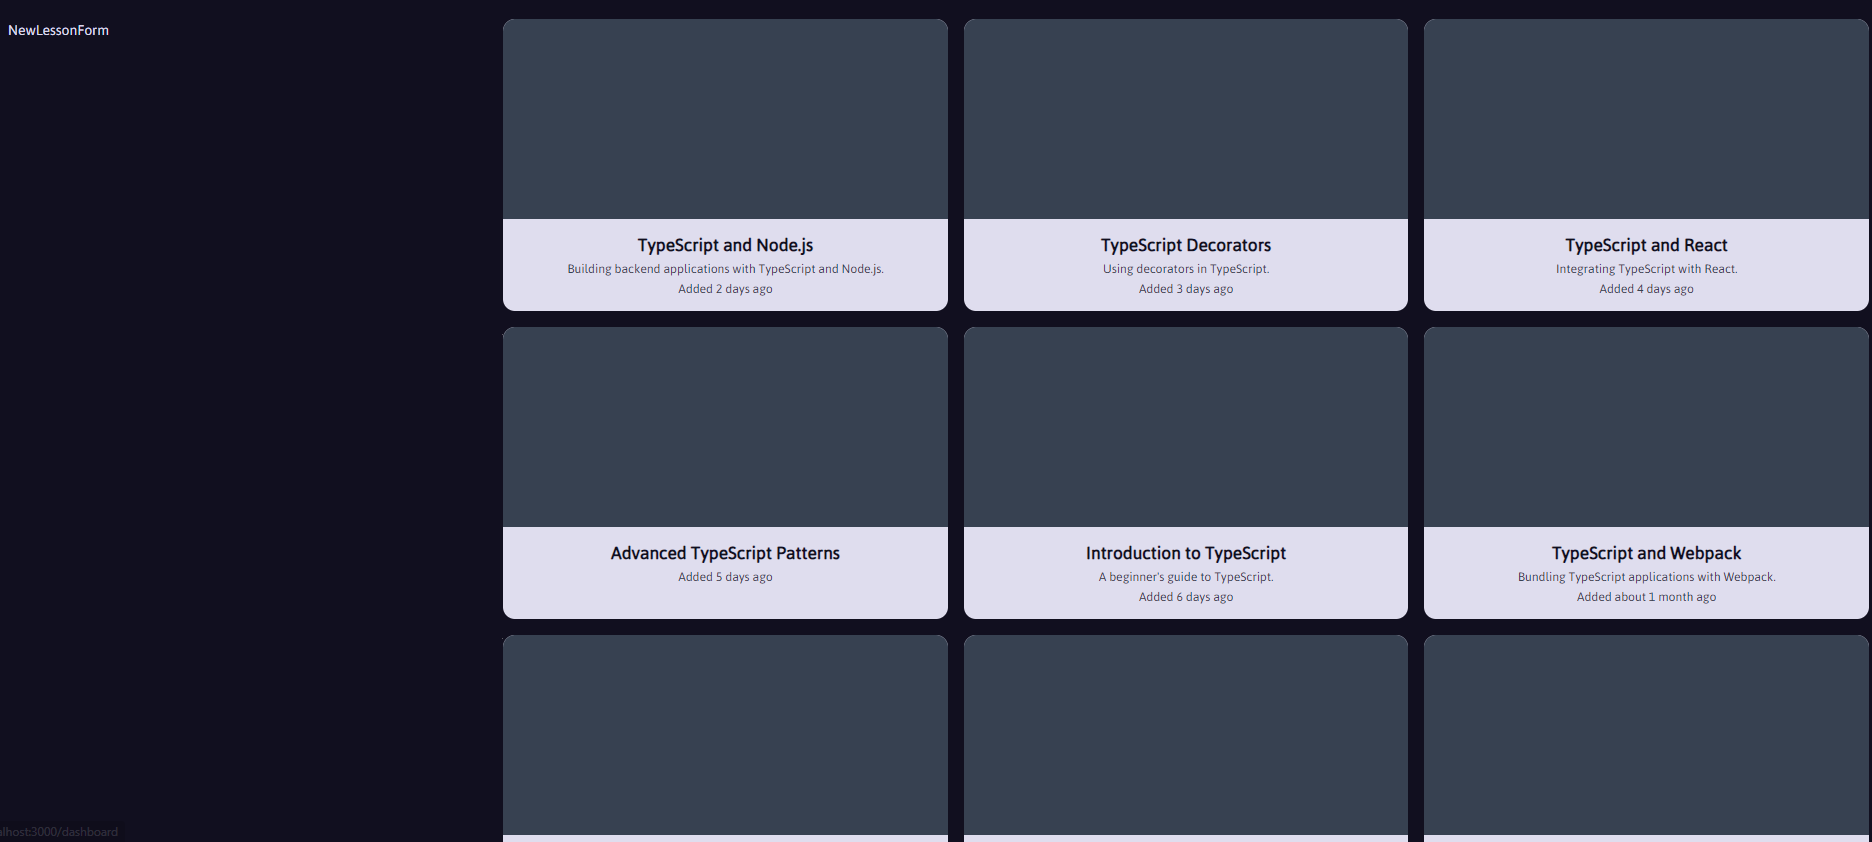 NewLessonForm
TypeScript and Node.js
Building backend applications with TypeScript and Node.js.
Added 2 days ago
TypeScript Decorators
Using decorators in TypeScript.
Added 3 days ago
TypeScript and React
Integrating TypeScript with React.
Added 4 days ago
Advanced TypeScript Patterns
Added 5 days ago
Introduction to TypeScript
A beginner's guide to TypeScript.
Added 6 days ago
TypeScript and Webpack
Bundling TypeScript applications with Webpack.
Added about 1 month ago
alhost:3000/dashboard